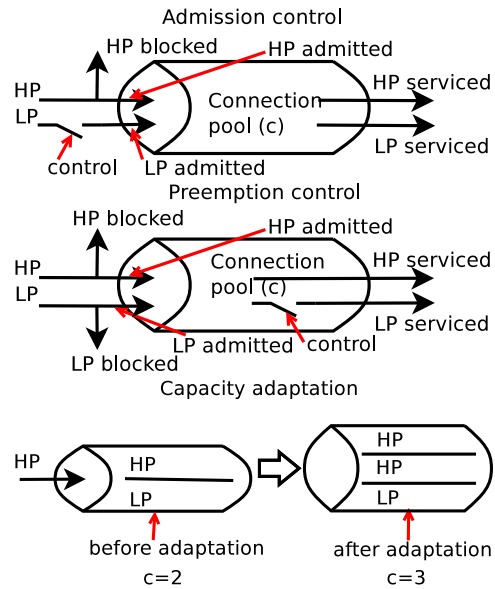 Admission control
HP blocked
HP admitted
HP
HP serviced
Connection
pool (c)
LP
LP serviced
control
LP admitted
Preemption control
HP blocked
HP admitted
HP
HP serviced
Connection
pool (c)
LP
LP serviced
LP admitted
control
LP blocked
Capacity adaptation
HP
HP
LP
HP
HP
LP
before adaptation
c=2
after adaptation
c=3